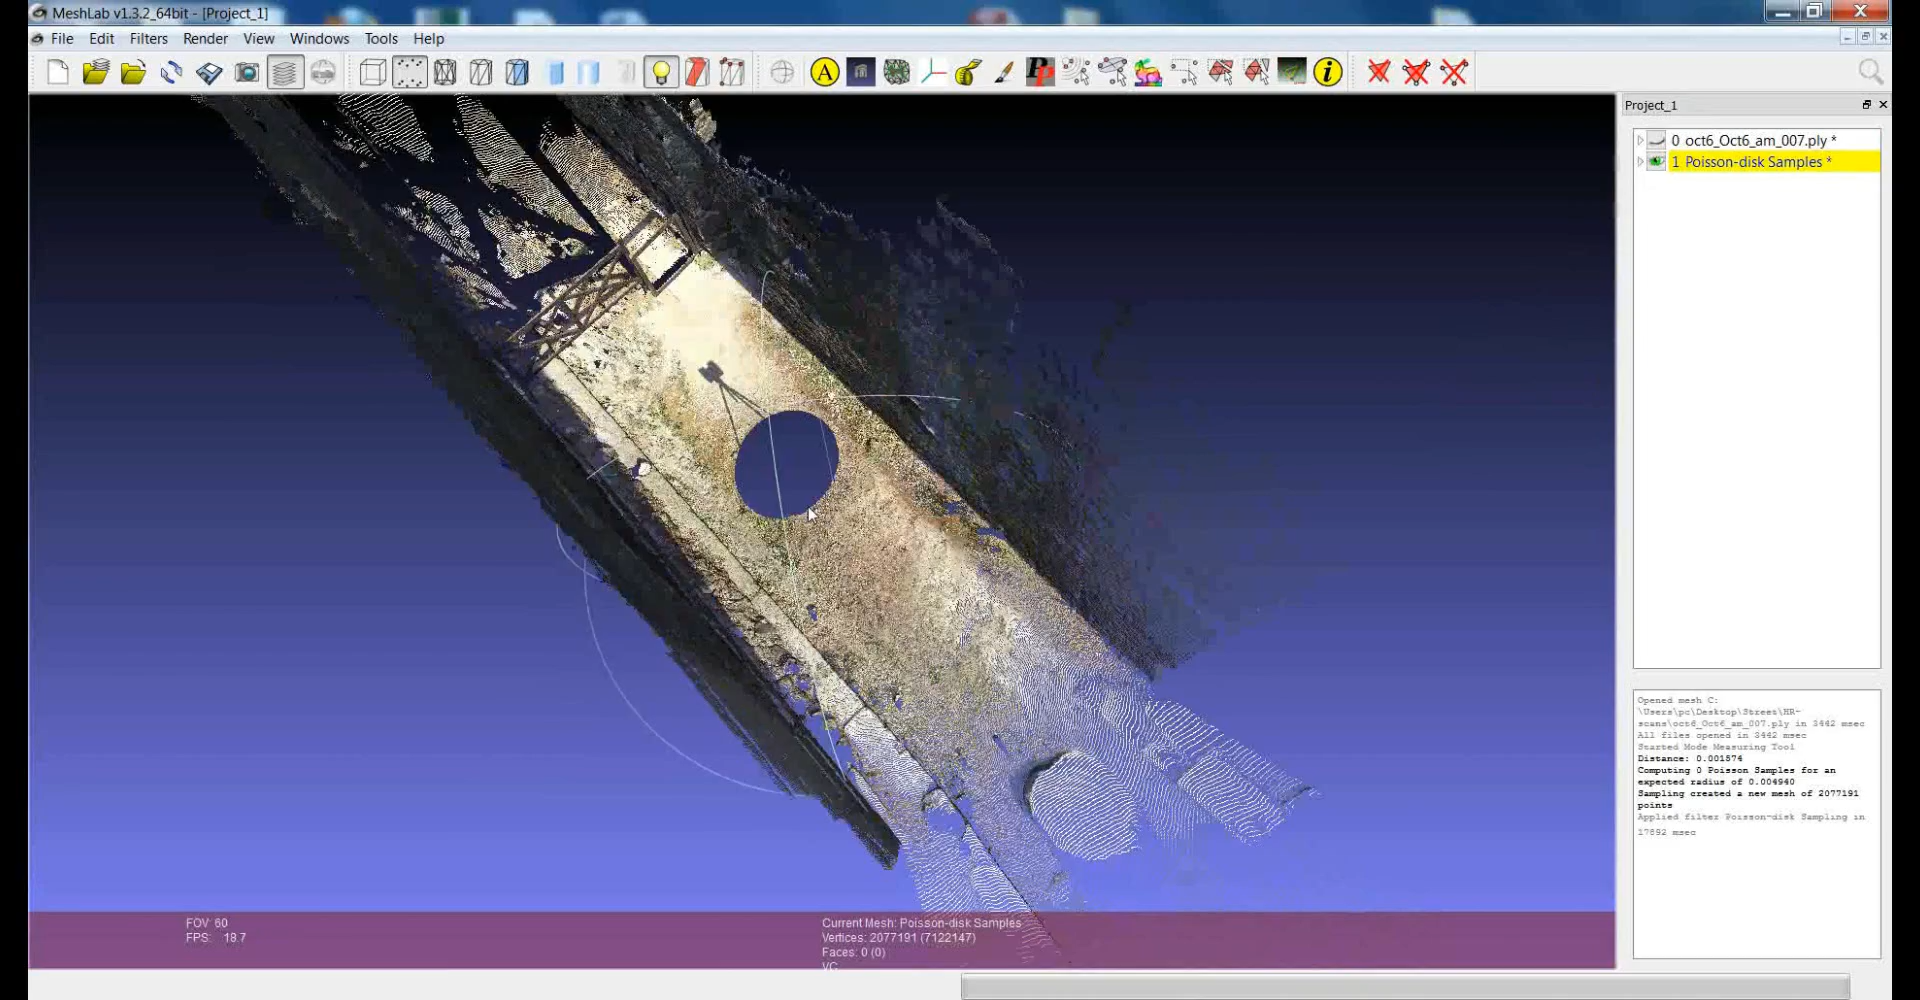 MeshLab v1.3.2_64bit - [Project_1]
File Edit Filters Render View Windows Tools Help
A
Pp
i
Project_1
0 oct6_Oct6_am_007.ply *
1 Poisson-disk Samples *
Opened mesh C:
\Users\pc\Desktop\Street\HR-
scans\oct6_Oct6_am_007.ply in 3442 msec
All files opened in 3442 msec
Started Mode Measuring Tool
Distance: 0.001574
Computing 0 Poisson Samples for an
expected radius of 0.004940
Sampling created a new mesh of 2077191
points
Applied filter Poisson-disk Sampling in
17892 msec
FOV: 60
FPS: 18.7
Current Mesh: Poisson-disk Samples
Vertices: 2077191 (7122147)
Faces: 0 (0)
VC